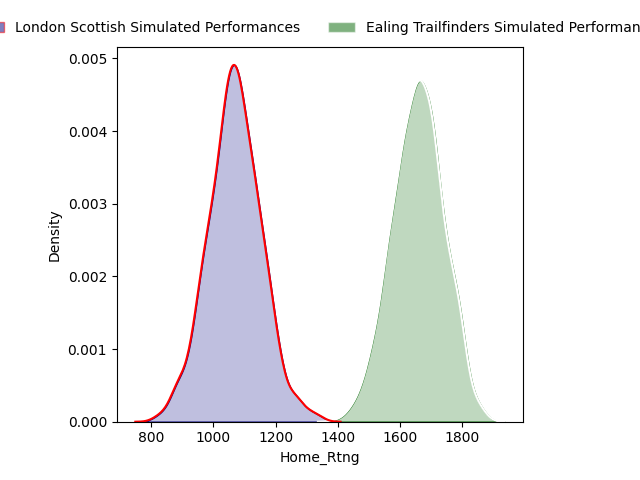 London Scottish Simulated Performances
Ealing Trailfinders Simulated Performan
0.005
0.004
0.003
0.002
0.001
0.000
Density
800 1000 1200 1400 1600 1800
Home_Rtng